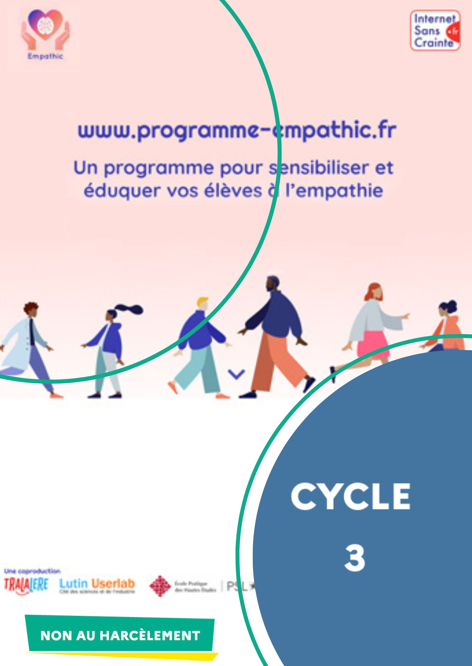 Empathic
Internet
Sans
Crainte
.fr
www.programme-empathic.fr
Un programme pour sensibiliser et
éduquer vos élèves à l'empathie
CYCLE
3
Une coproduction
TRALALERE
Lutin Userlab
Cité des sciences et de l'industrie
École Pratique
des Hautes Études
PSL
NON AU HARCÈLEMENT